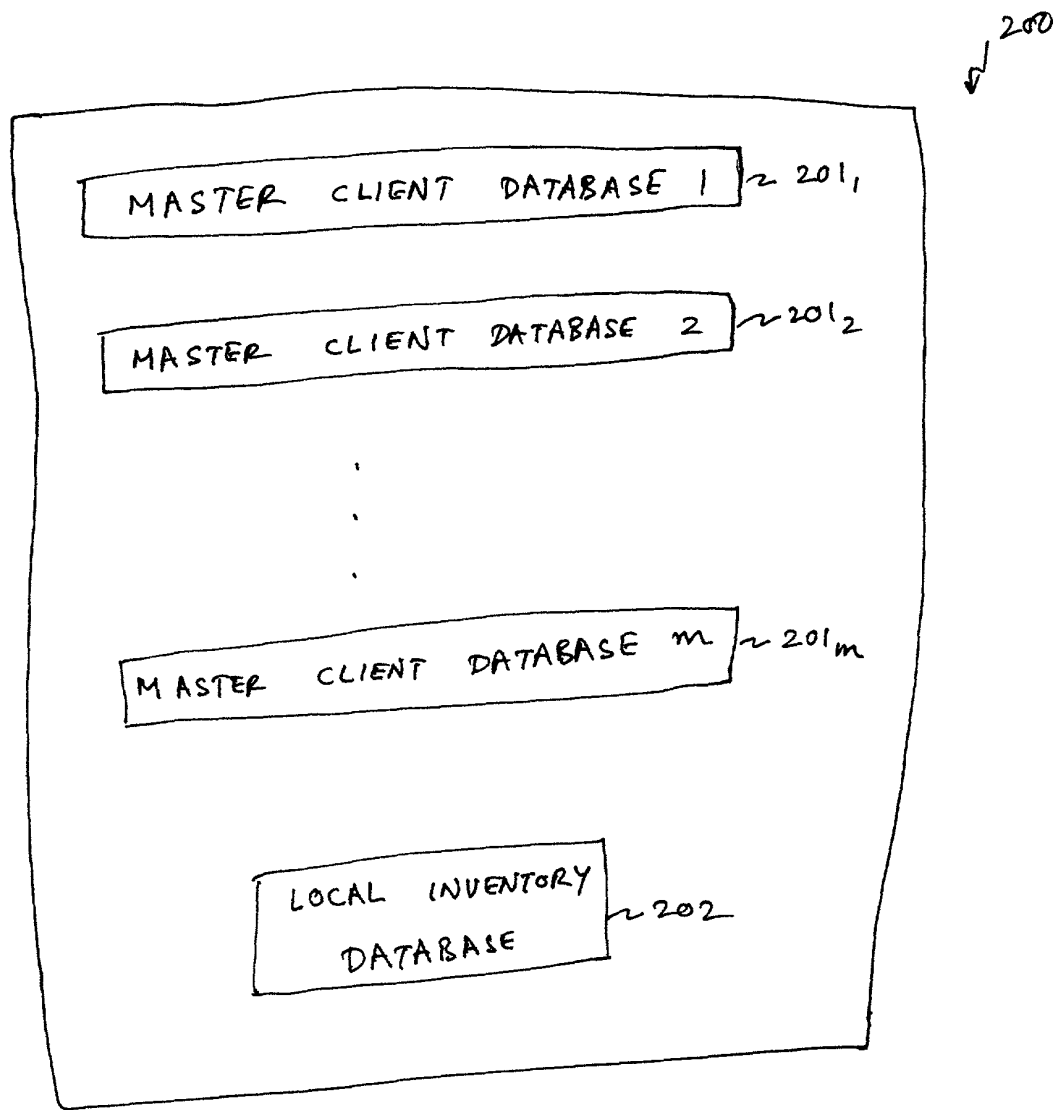 200
MASTER CLIENT DATABASE 1 201₁
MASTER CLIENT DATABASE 2 201₂
MASTER CLIENT DATABASE m 201m
LOCAL INVENTORY 
DATABASE
202